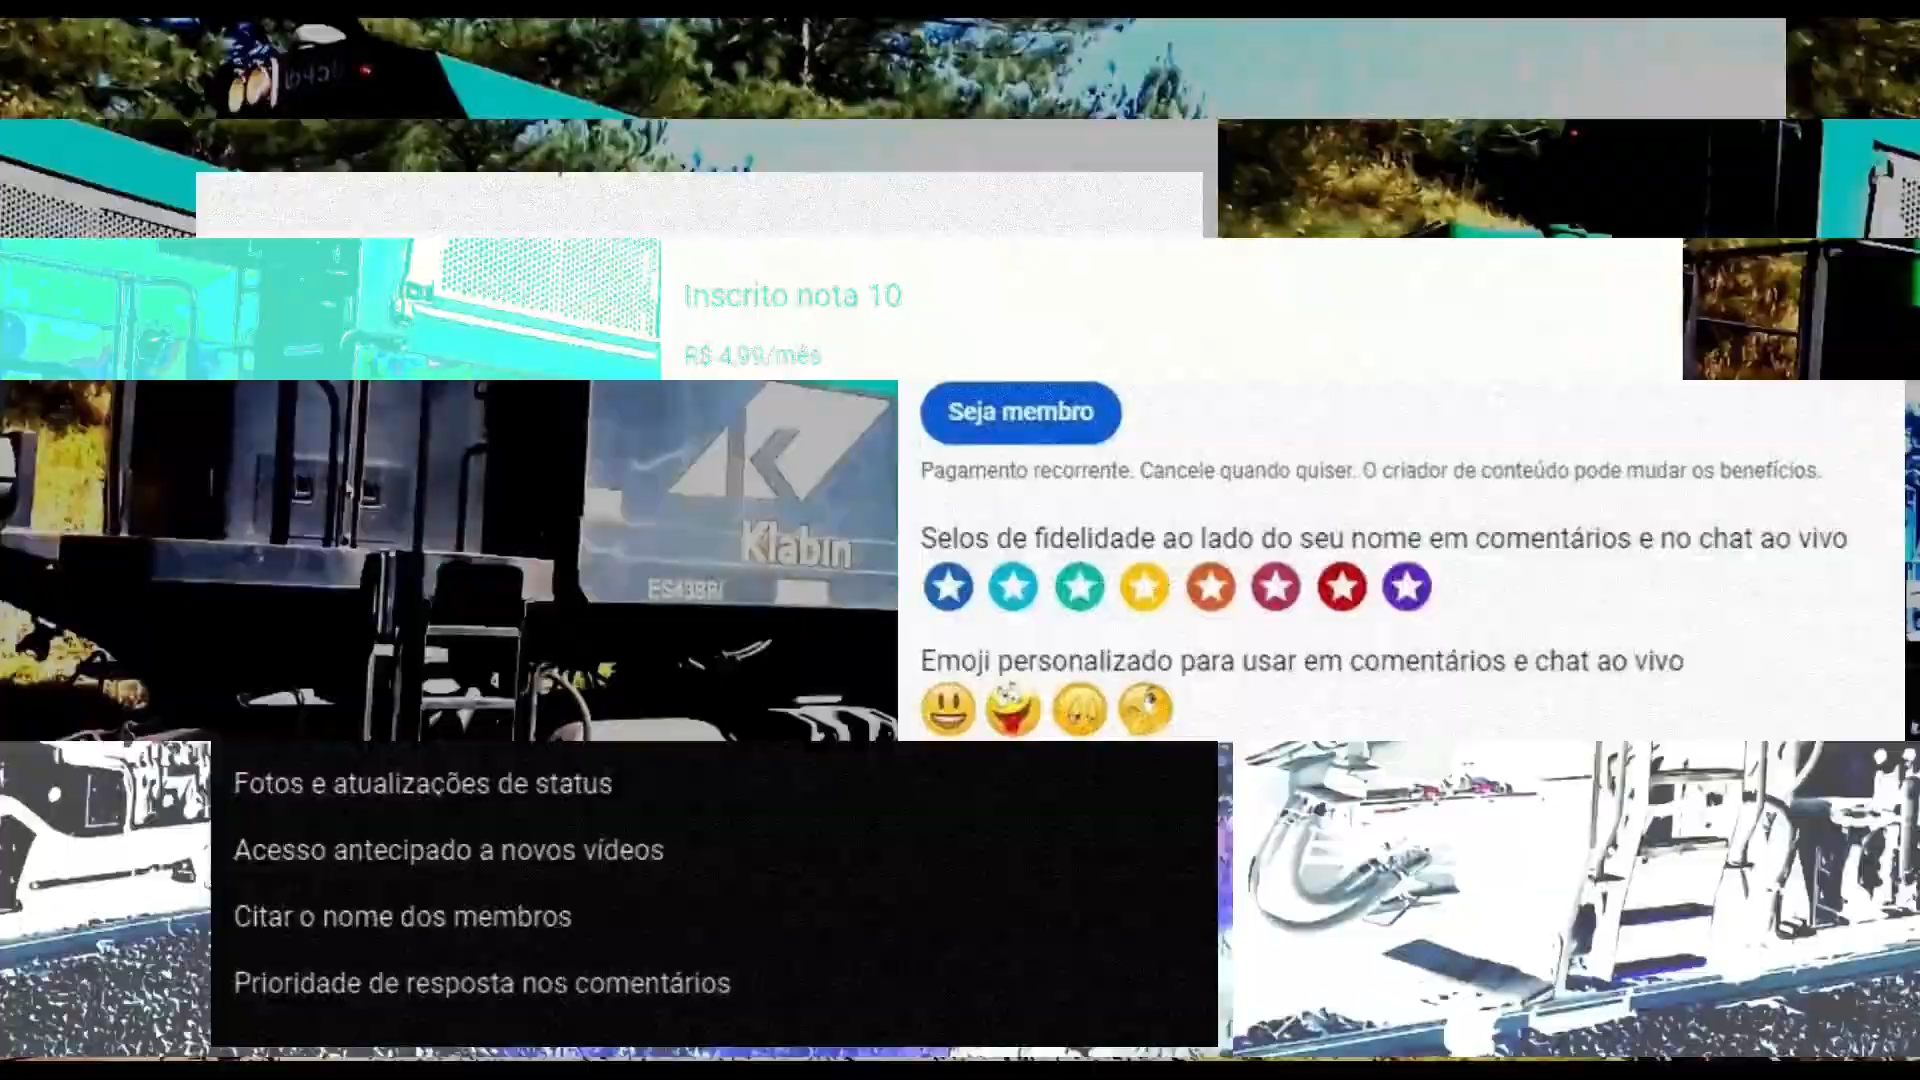 Inscrito nota 10
R$ 4,99/mês
Seja membro
Pagamento recorrente. Cancele quando quiser. O criador de conteúdo pode mudar os benefícios.
Selos de fidelidade ao lado do seu nome em comentários e no chat ao vivo
Emoji personalizado para usar em comentários e chat ao vivo
Klabin
Fotos e atualizações de status
Acesso antecipado a novos vídeos
Citar o nome dos membros
Prioridade de resposta nos comentários